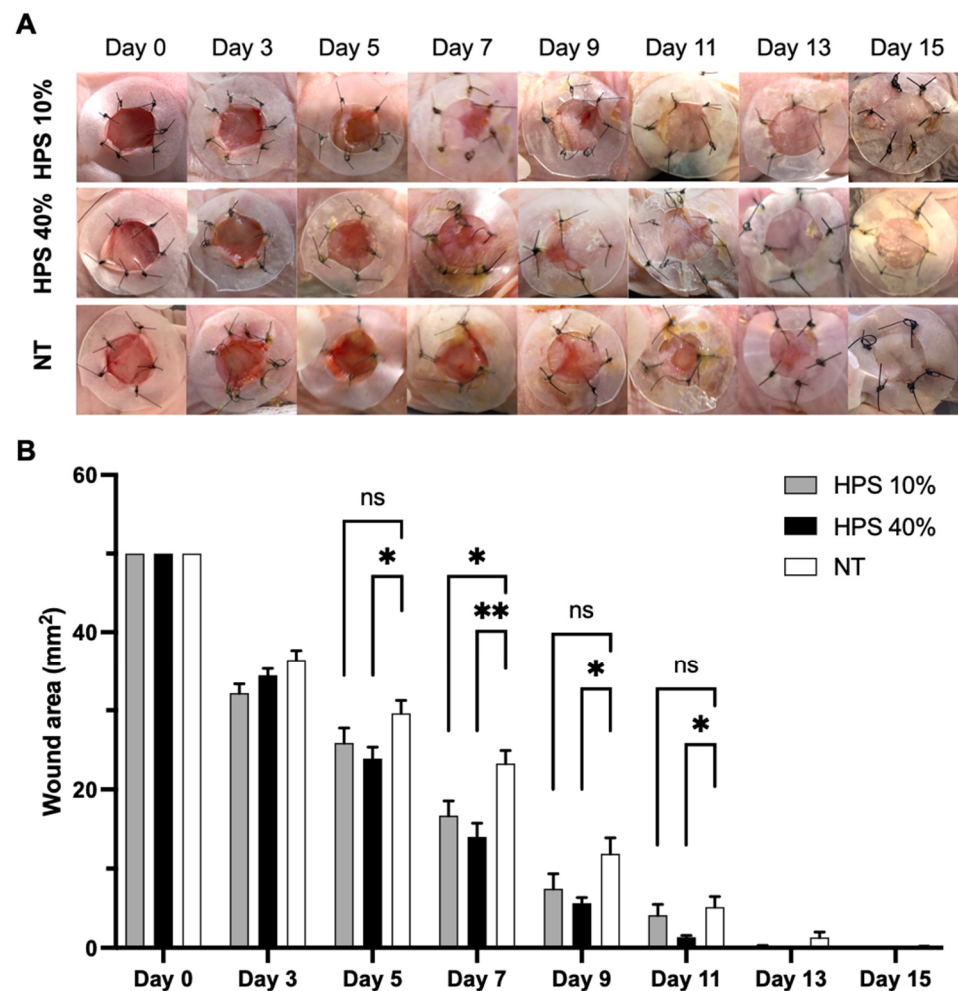 A
Day 0 Day 3 Day 5 Day 7 Day 9 Day 11 Day 13 Day 15
HPS 10%
HPS 40%
NT
B
Wound area (mm²)
60
40
20
0
ns
*
*
**
ns
*
ns
*
HPS 10%
HPS 40%
NT
Day 0 Day 3 Day 5 Day 7 Day 9 Day 11 Day 13 Day 15